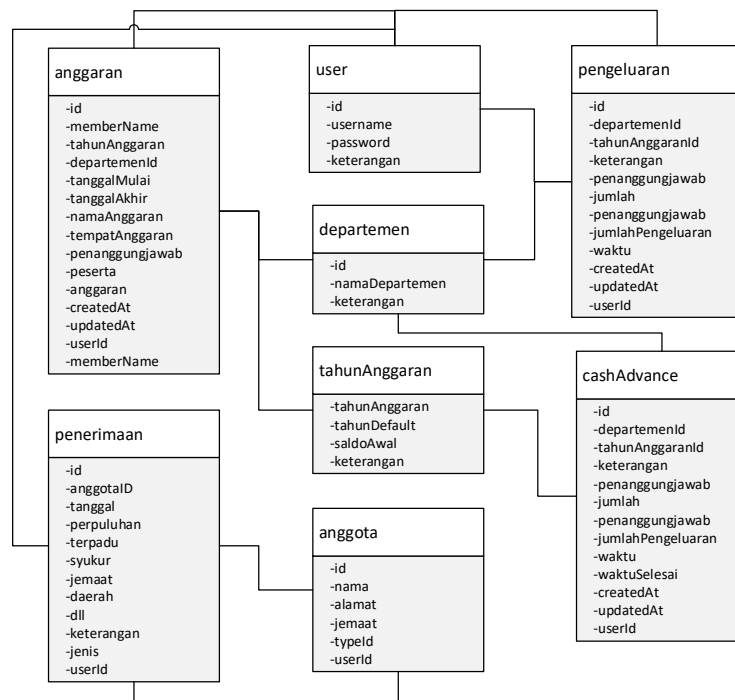 anggaran
-id
-memberName
-tahunAnggaran
-departemenId
-tanggalMulai
-tanggalAkhir
-namaAnggaran
-tempatAnggaran
-penanggungjawab
-peserta
-anggaran
-createdAt
-updatedAt
-userId
-memberName
user
-id
-username
-password
-keterangan
pengeluaran
-id
-departemenId
-tahunAnggaranId
-keterangan
-penanggungjawab
-jumlah
-penanggungjawab
-jumlahPengeluaran
-waktu
-createdAt
-updatedAt
-userId
departemen
-id
-namaDepartemen
-keterangan
tahunAnggaran
-tahunAnggaran
-tahunDefault
-saldoAwal
-keterangan
cashAdvance
-id
-departemenId
-tahunAnggaranId
-keterangan
-penanggungjawab
-jumlah
-penanggungjawab
-jumlahPengeluaran
-waktu
-waktuSelesai
-createdAt
-updatedAt
-userId
penerimaan
-id
-anggotaID
-tanggal
-perpuluhan
-terpadu
-syukur
-jemaat
-daerah
-dll
-keterangan
-jenis
-userId
anggota
-id
-nama
-alamat
-jemaat
-typeId
-userId